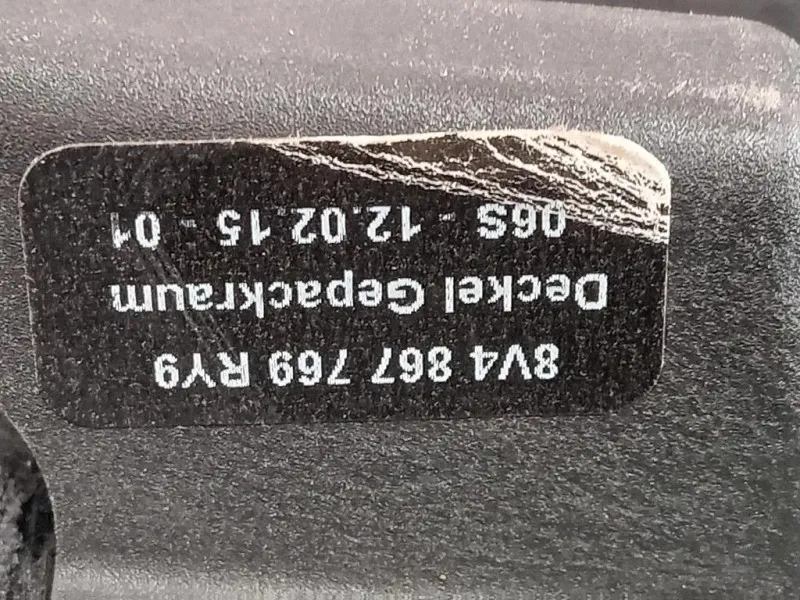 8V4 867 769 RY9
Deckel Gepackraum
06S - 12.02.15 - 01